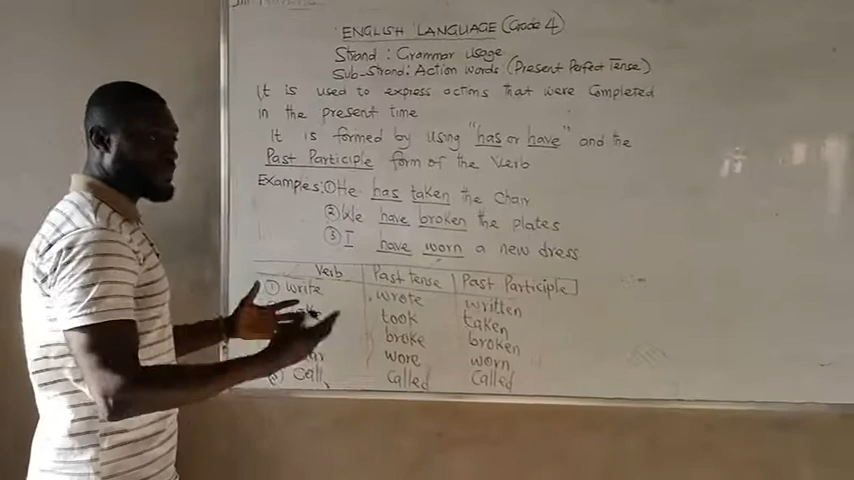 ENGLISH LANGUAGE (Grade 4)
Strand: Grammar usage
Sub-Strand: Action words (Present Perfect Tense)
It is used to express actions that were Completed
in the present time
It is formed by using "has or have" and the
Past Participle form of the Verb
Examples: ① He has taken the Chair
② We have broken the plates
③ I have worn a new dress
Verb Past Tense Past Participle
① write wrote written
took taken
broke broken
wore worn
call called called